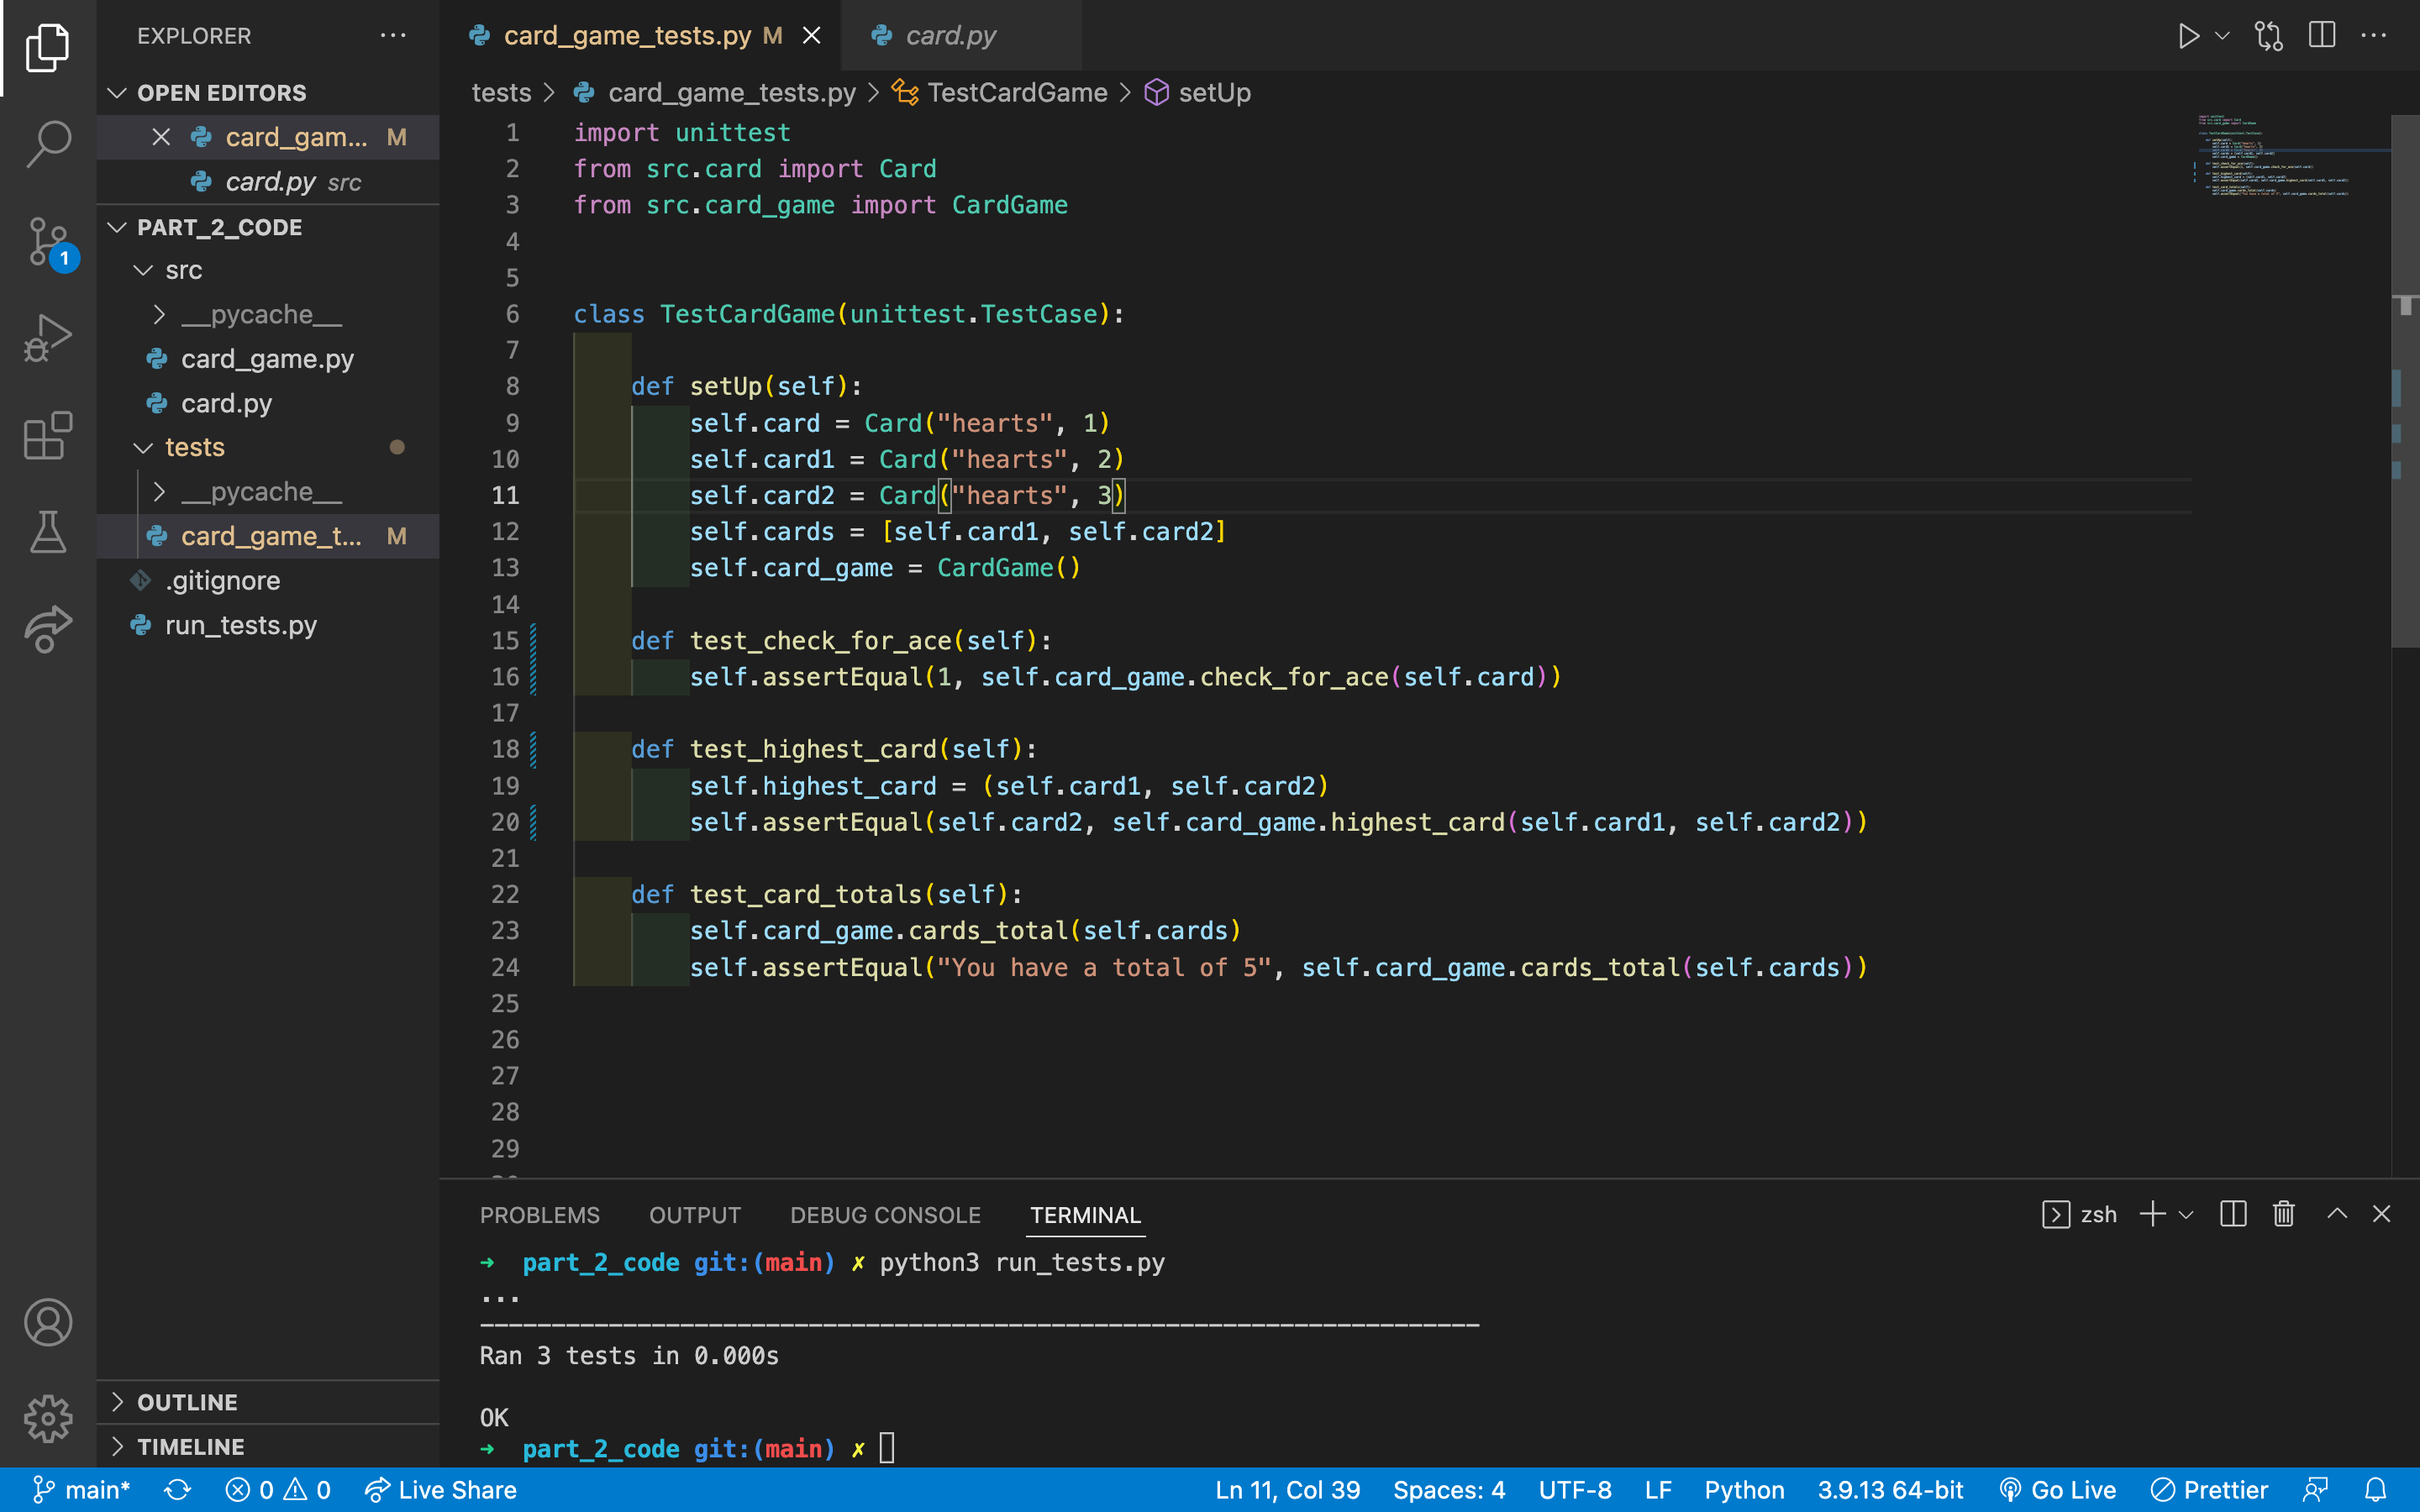 EXPLORER
OPEN EDITORS
card_gam... M
card.py src
PART_2_CODE
src
__pycache__
card_game.py
card.py
tests
__pycache__
card_game_t... M
.gitignore
run_tests.py
OUTLINE
TIMELINE
1
card_game_tests.py M
card.py
tests > card_game_tests.py > TestCardGame > setUp
1 import unittest
2 from src.card import Card
3 from src.card_game import CardGame
4
5
6 class TestCardGame(unittest.TestCase):
7
8     def setUp(self):
9         self.card = Card("hearts", 1)
10         self.card1 = Card("hearts", 2)
11         self.card2 = Card("hearts", 3)
12         self.cards = [self.card1, self.card2]
13         self.card_game = CardGame()
14
15     def test_check_for_ace(self):
16         self.assertEqual(1, self.card_game.check_for_ace(self.card))
17
18     def test_highest_card(self):
19         self.highest_card = (self.card1, self.card2)
20         self.assertEqual(self.card2, self.card_game.highest_card(self.card1, self.card2))
21
22     def test_card_totals(self):
23         self.card_game.cards_total(self.cards)
24         self.assertEqual("You have a total of 5", self.card_game.cards_total(self.cards))
25
26
27
28
29
PROBLEMS OUTPUT DEBUG CONSOLE TERMINAL zsh
➜ part_2_code git:(main) ✗ python3 run_tests.py
...
----------------------------------------------------------------------
Ran 3 tests in 0.000s
OK
➜ part_2_code git:(main) ✗
main* 0 0 Live Share Ln 11, Col 39 Spaces: 4 UTF-8 LF Python 3.9.13 64-bit Go Live Prettier